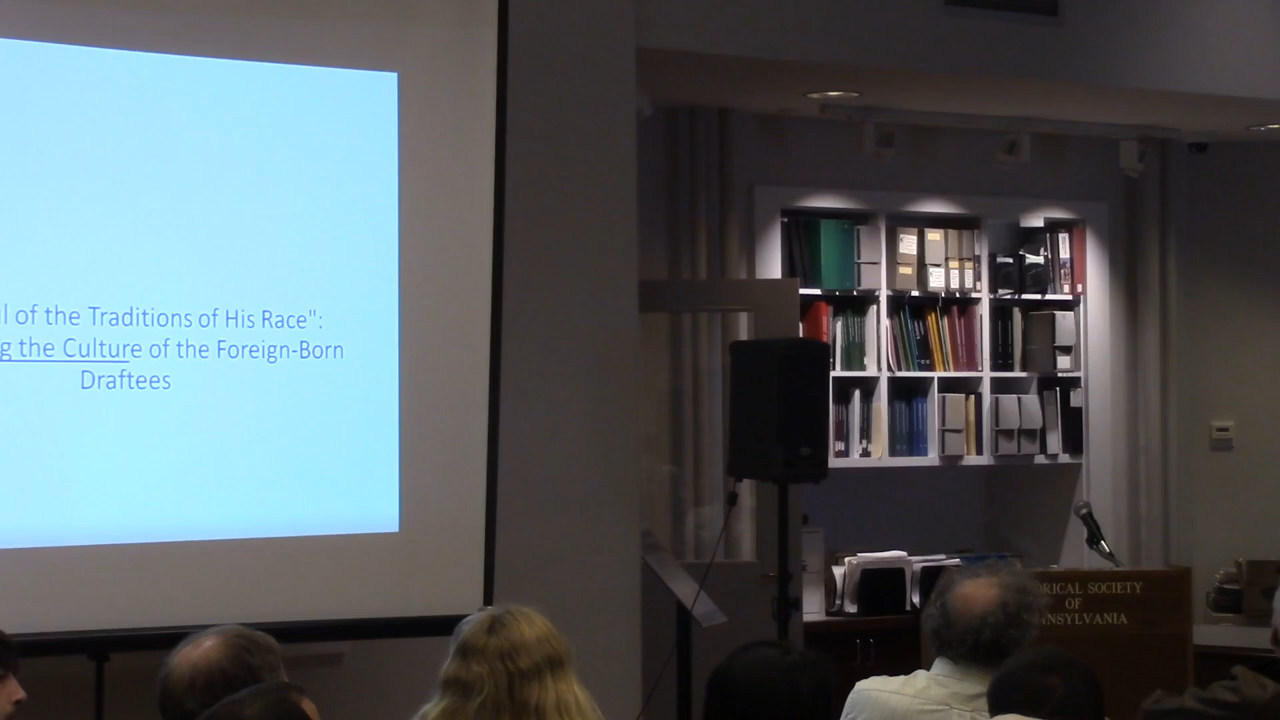 l of the Traditions of His Race":
g the Culture of the Foreign-Born
Draftees
ORICAL SOCIETY
OF
NNSYLVANIA